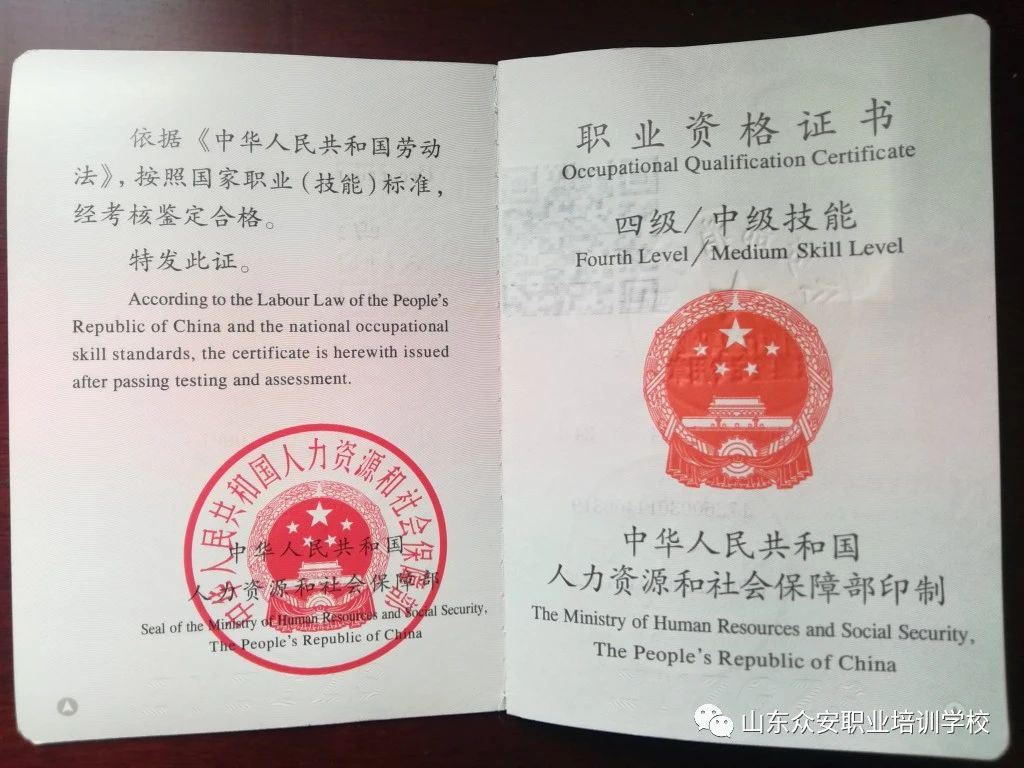 依据《中华人民共和国劳动
法》,按照国家职业(技能)标准,
经考核鉴定合格。
特发此证。
According to the Labour Law of the People's
Republic of China and the national occupational
skill standards, the certificate is herewith issued
after passing testing and assessment.
中华人民共和国人力资源和社会保障部
中华人民共和国
人力资源和社会保障部
Seal of the Ministry of Human Resources and Social Security,
The People's Republic of China
职业资格证书
Occupational Qualification Certificate
四级/中级技能
Fourth Level/Medium Skill Level
中华人民共和国
人力资源和社会保障部印制
The Ministry of Human Resources and Social Security,
The People's Republic of China
山东众安职业培训学校